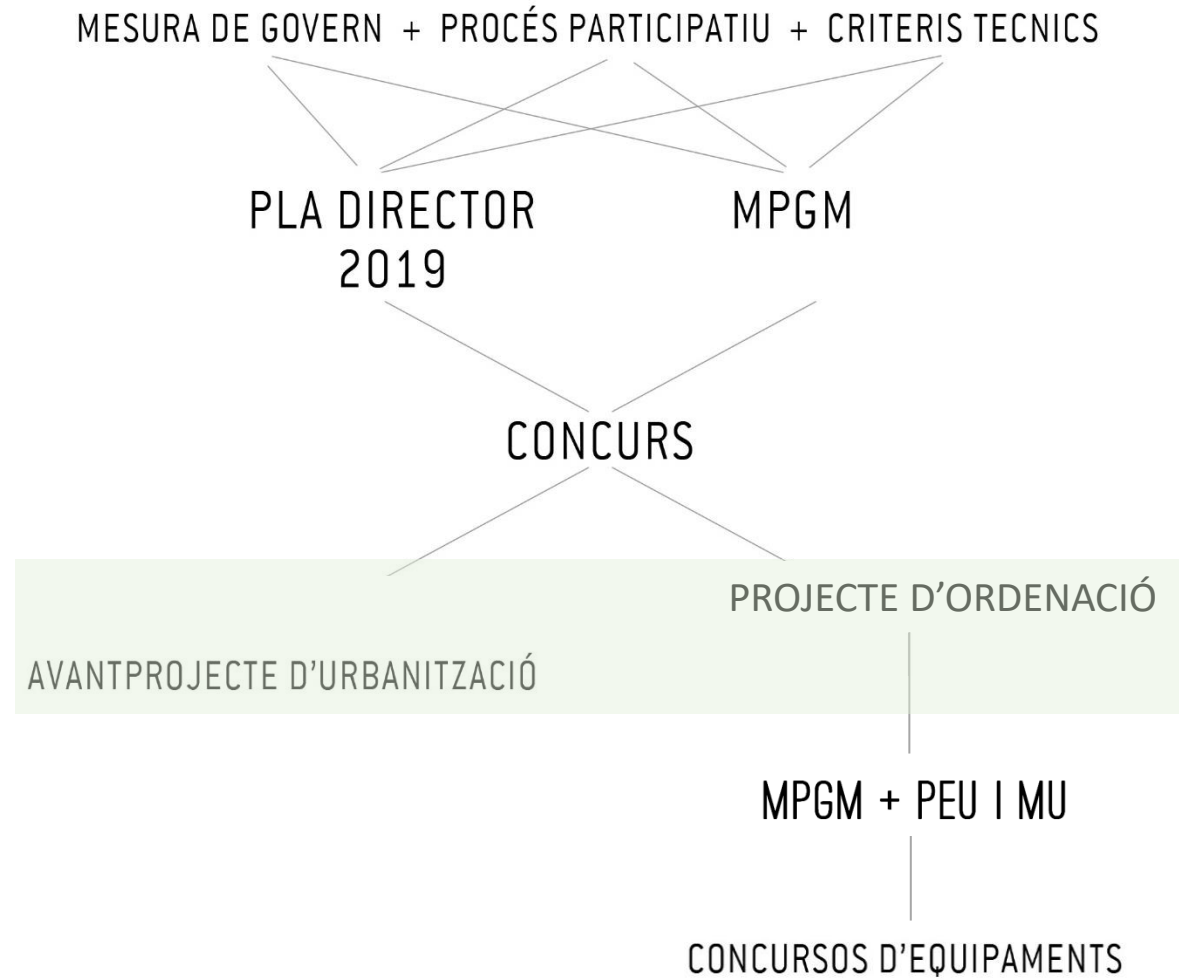 MESURA DE GOVERN + PROCÉS PARTICIPATIU + CRITERIS TECNICS
PLA DIRECTOR
2019
MPGM
CONCURS
PROJECTE D’ORDENACIÓ
AVANTPROJECTE D’URBANITZACIÓ
MPGM + PEU I MU
CONCURSOS D’EQUIPAMENTS